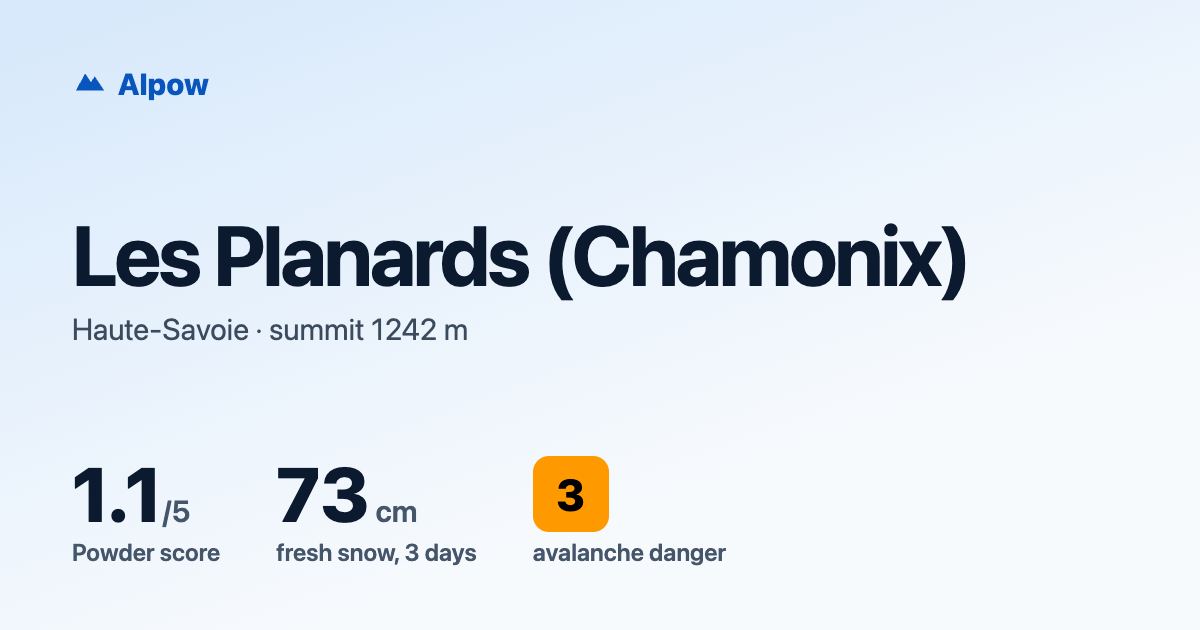 Alpow
Les Planards (Chamonix)
Haute-Savoie · summit 1242 m
1.1/5
Powder score
73 cm
fresh snow, 3 days
3
avalanche danger